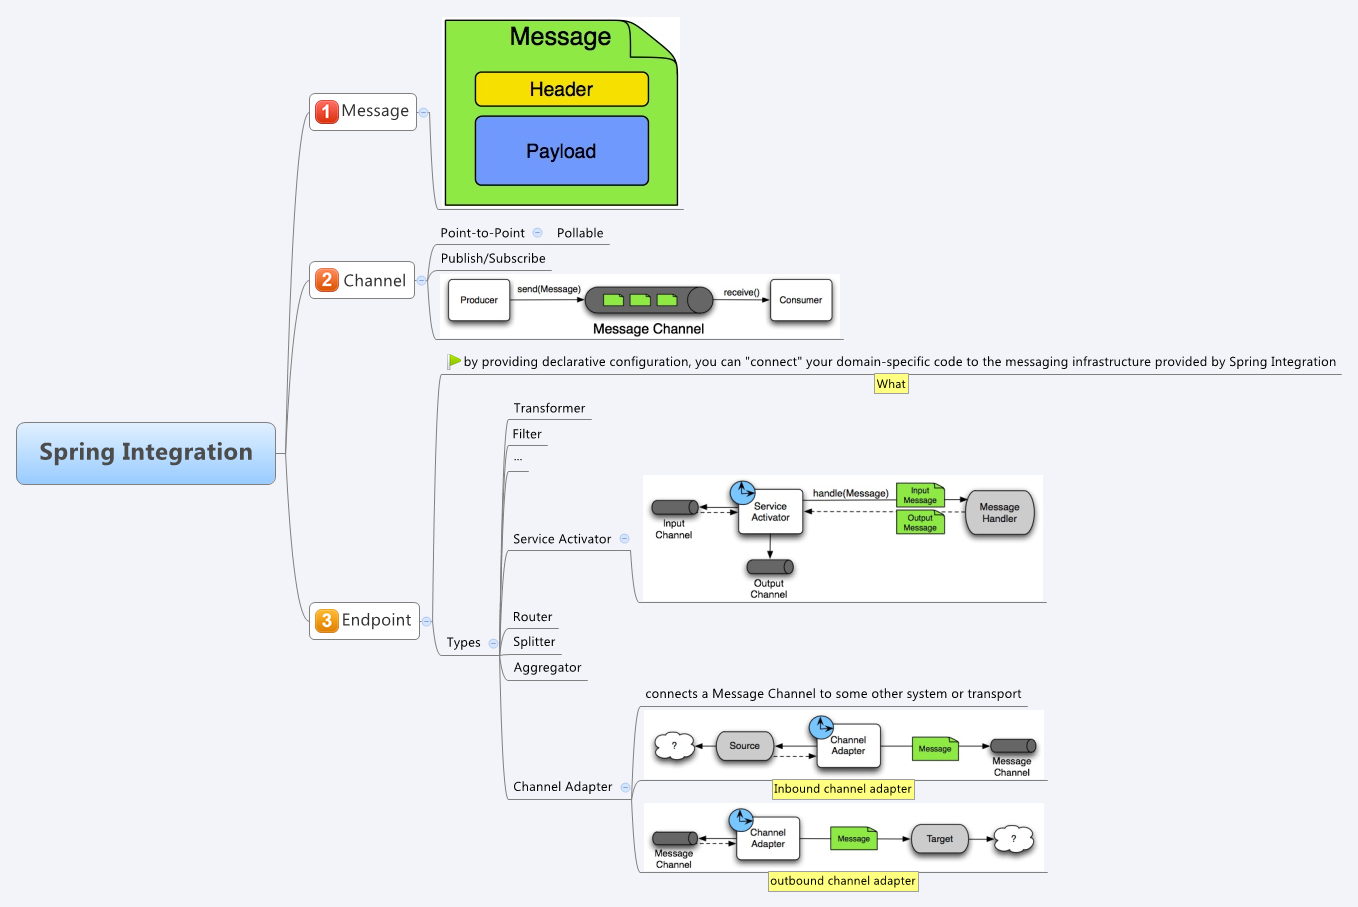 Spring Integration
1 Message
Message
Header
Payload
2 Channel
Point-to-Point
Pollable
Publish/Subscribe
Producer
send(Message)
receive()
Consumer
Message Channel
3 Endpoint
by providing declarative configuration, you can "connect" your domain-specific code to the messaging infrastructure provided by Spring Integration
What
Types
Transformer
Filter
...
Service Activator
Input
Channel
Service
Activator
handle(Message)
Input
Message
Output
Message
Message
Handler
Output
Channel
Router
Splitter
Aggregator
Channel Adapter
connects a Message Channel to some other system or transport
?
Source
Channel
Adapter
Message
Message
Channel
Inbound channel adapter
Message
Channel
Channel
Adapter
Message
Target
?
outbound channel adapter